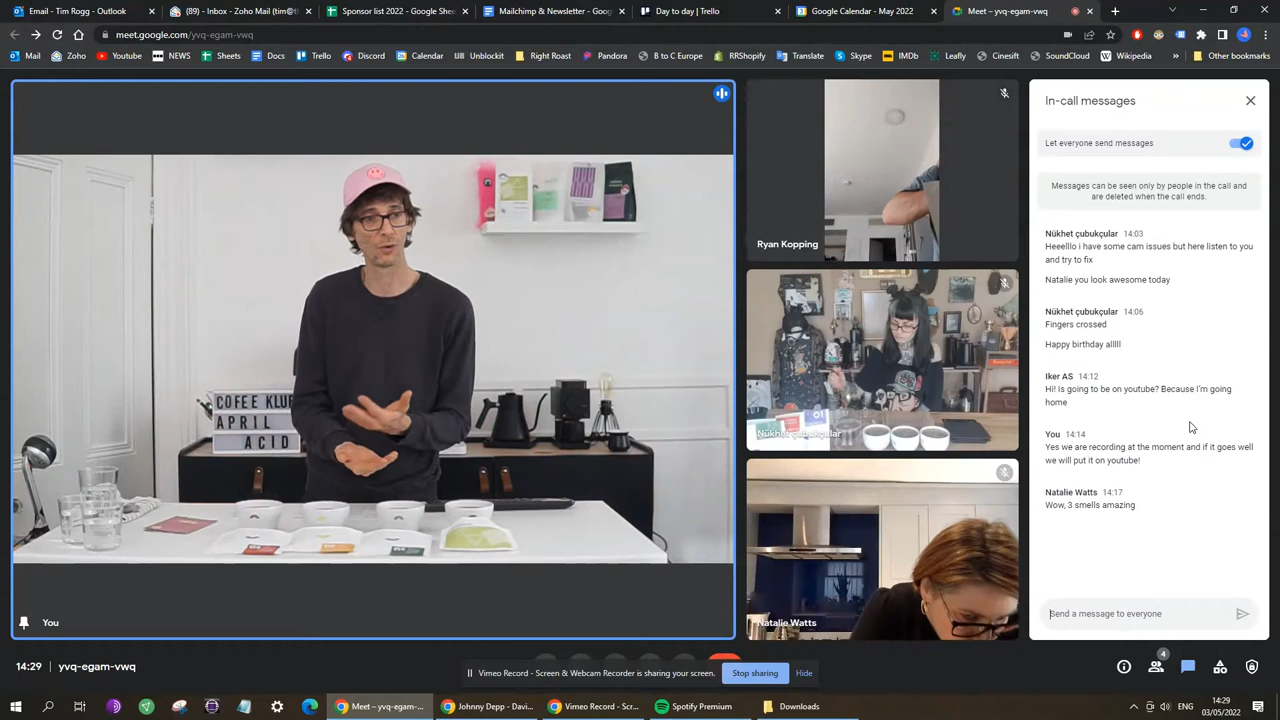 Email - Tim Rogg - Outlook
(89) - Inbox - Zoho Mail (tim@th
Sponsor list 2022 - Google Shee
Mailchimp & Newsletter - Goog
Day to day | Trello
Google Calendar - May 2022
Meet – yvq-egam-vwq
meet.google.com/yvq-egam-vwq
Mail
NEWS
Sheets
Docs
Trello
Discord
Calendar
Unblockit
Right Roast
Pandora
B to C Europe
RRShopify
Translate
Skype
IMDb
Leafly
Cinesift
SoundCloud
Wikipedia
Other bookmarks
COFEE KLUB
APRIL
ACID
You
Ryan Kopping
Nükhet çubukçular
Natalie Watts
In-call messages
Let everyone send messages
Messages can be seen only by people in the call and
are deleted when the call ends.
Nükhet çubukçular 14:03
Heeelllo i have some cam issues but here listen to you
and try to fix
Natalie you look awesome today
Nükhet çubukçular 14:06
Fingers crossed
Happy birthday alllll
Iker AS 14:12
Hi! Is going to be on youtube? Because I'm going
home
You 14:14
Yes we are recording at the moment and if it goes well
we will put it on youtube!
Natalie Watts 14:17
Wow, 3 smells amazing
Send a message to everyone
14:29 | yvq-egam-vwq
Vimeo Record - Screen & Webcam Recorder is sharing your screen.
Stop sharing
Hide
4
Meet – yvq-egam-
Johnny Depp - Davi...
Vimeo Record - Scr...
Spotify Premium
Downloads
14:29
03/05/2022